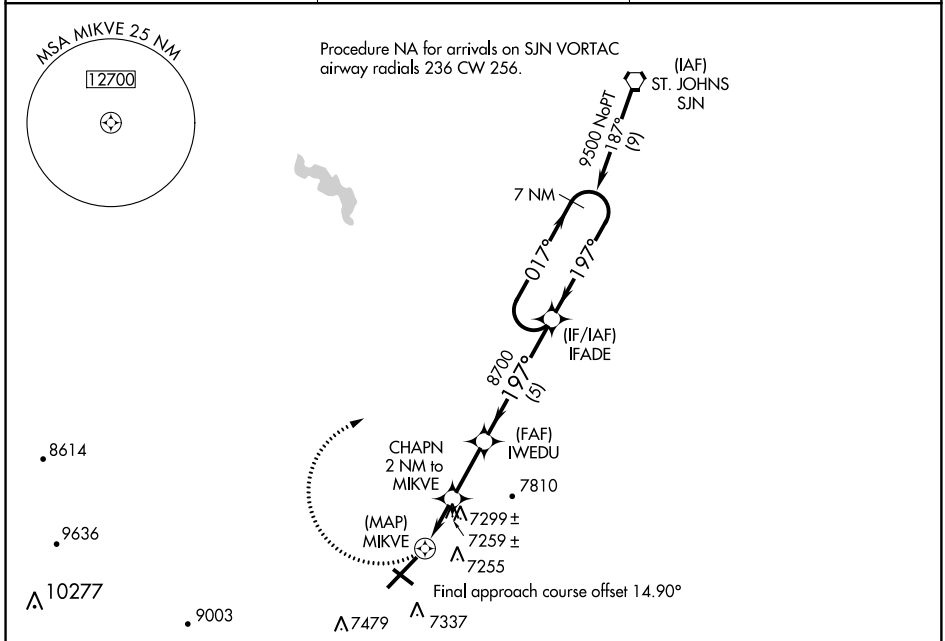 MSA MIKVE 25 NM
12700
Procedure NA for arrivals on SJN VORTAC
airway radials 236 CW 256.
(IAF)
ST. JOHNS
SJN
9500 NoPT
187°
(9)
7 NM
017°
197°
(IF/IAF)
IFADE
8700
197°
(5)
(FAF)
IWEDU
CHAPN
2 NM to
MIKVE
8614
7810
7299 ±
7259 ±
(MAP)
MIKVE
9636
7255
Final approach course offset 14.90°
10277
9003
7479
7337